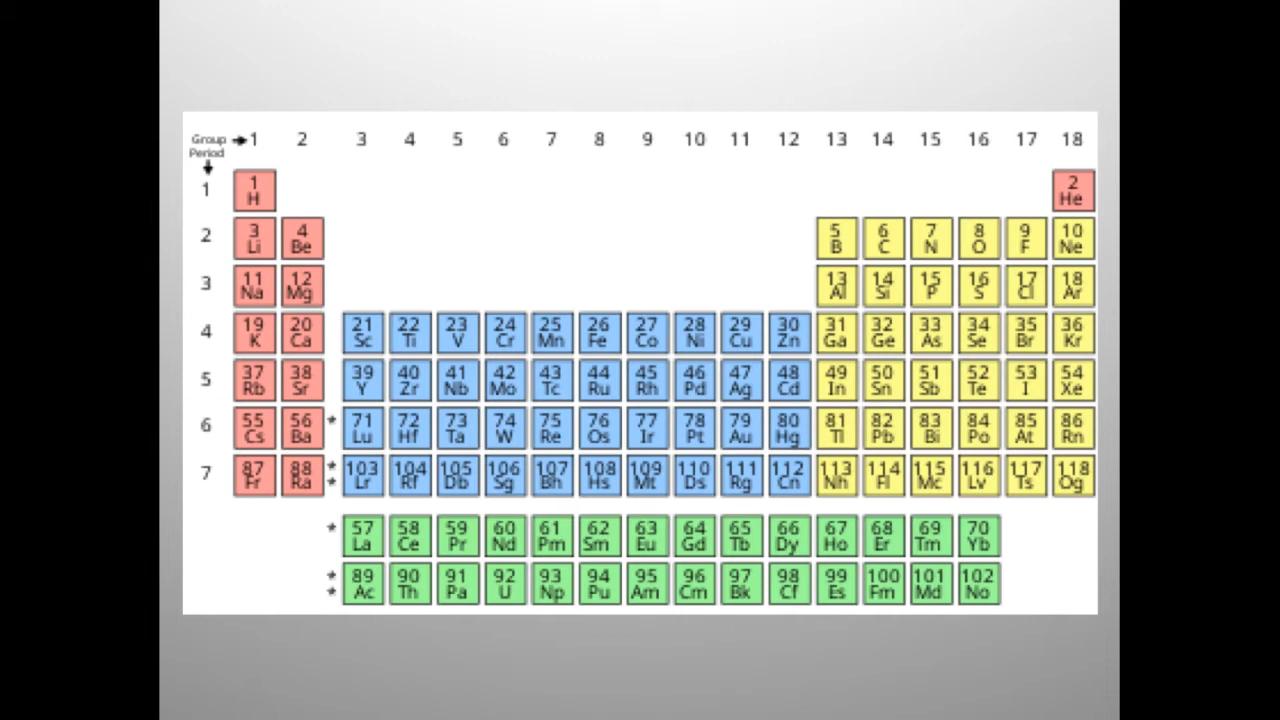 Group → 1 2 3 4 5 6 7 8 9 10 11 12 13 14 15 16 17 18
Period
↓
1 1 2
H He
2 3 4 5 6 7 8 9 10
Li Be B C N O F Ne
3 11 12 13 14 15 16 17 18
Na Mg Al Si P S Cl Ar
4 19 20 21 22 23 24 25 26 27 28 29 30 31 32 33 34 35 36
K Ca Sc Ti V Cr Mn Fe Co Ni Cu Zn Ga Ge As Se Br Kr
5 37 38 39 40 41 42 43 44 45 46 47 48 49 50 51 52 53 54
Rb Sr Y Zr Nb Mo Tc Ru Rh Pd Ag Cd In Sn Sb Te I Xe
6 55 56 * 71 72 73 74 75 76 77 78 79 80 81 82 83 84 85 86
Cs Ba Lu Hf Ta W Re Os Ir Pt Au Hg Tl Pb Bi Po At Rn
7 87 88 * 103 104 105 106 107 108 109 110 111 112 113 114 115 116 117 118
Fr Ra * Lr Rf Db Sg Bh Hs Mt Ds Rg Cn Nh Fl Mc Lv Ts Og
* 57 58 59 60 61 62 63 64 65 66 67 68 69 70
La Ce Pr Nd Pm Sm Eu Gd Tb Dy Ho Er Tm Yb
* 89 90 91 92 93 94 95 96 97 98 99 100 101 102
* Ac Th Pa U Np Pu Am Cm Bk Cf Es Fm Md No